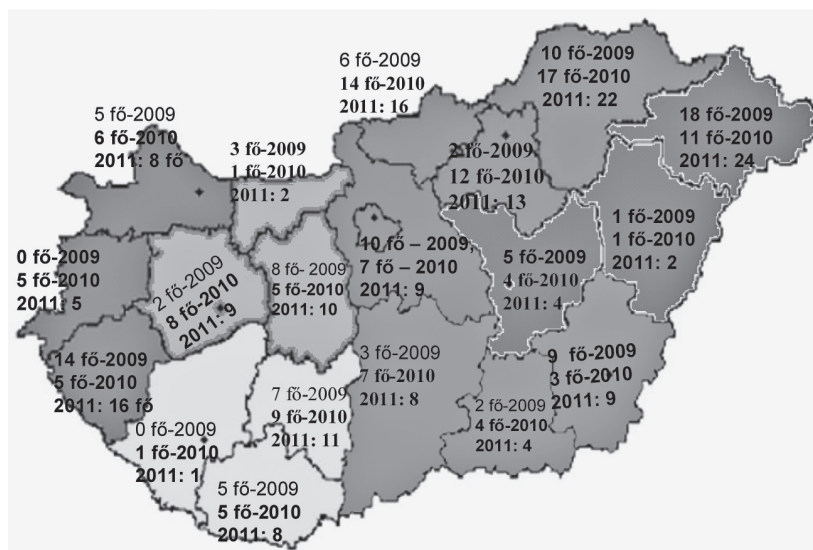 6 fő-2009
14 fő-2010
2011: 16
10 fő-2009
17 fő-2010
2011: 22
18 fő-2009
11 fő-2010
2011: 24
5 fő-2009
6 fő-2010
2011: 8 fő
3 fő-2009
1 fő-2010
2011: 2
2 fő-2009
12 fő-2010
2011: 13
1 fő-2009
1 fő-2010
2011: 2
0 fő-2009
5 fő-2010
2011: 5
2 fő-2009
8 fő-2010
2011: 9
8 fő- 2009
5 fő-2010
2011: 10
10 fő – 2009,
7 fő – 2010
2011: 9
5 fő-2009
4 fő-2010
2011: 4
14 fő-2009
5 fő-2010
2011: 16 fő
3 fő-2009
7 fő-2010
2011: 8
9 fő-2009
3 fő-2010
2011: 9
0 fő-2009
1 fő-2010
2011: 1
7 fő-2009
9 fő-2010
2011: 11
2 fő-2009
4 fő-2010
2011: 4
5 fő-2009
5 fő-2010
2011: 8